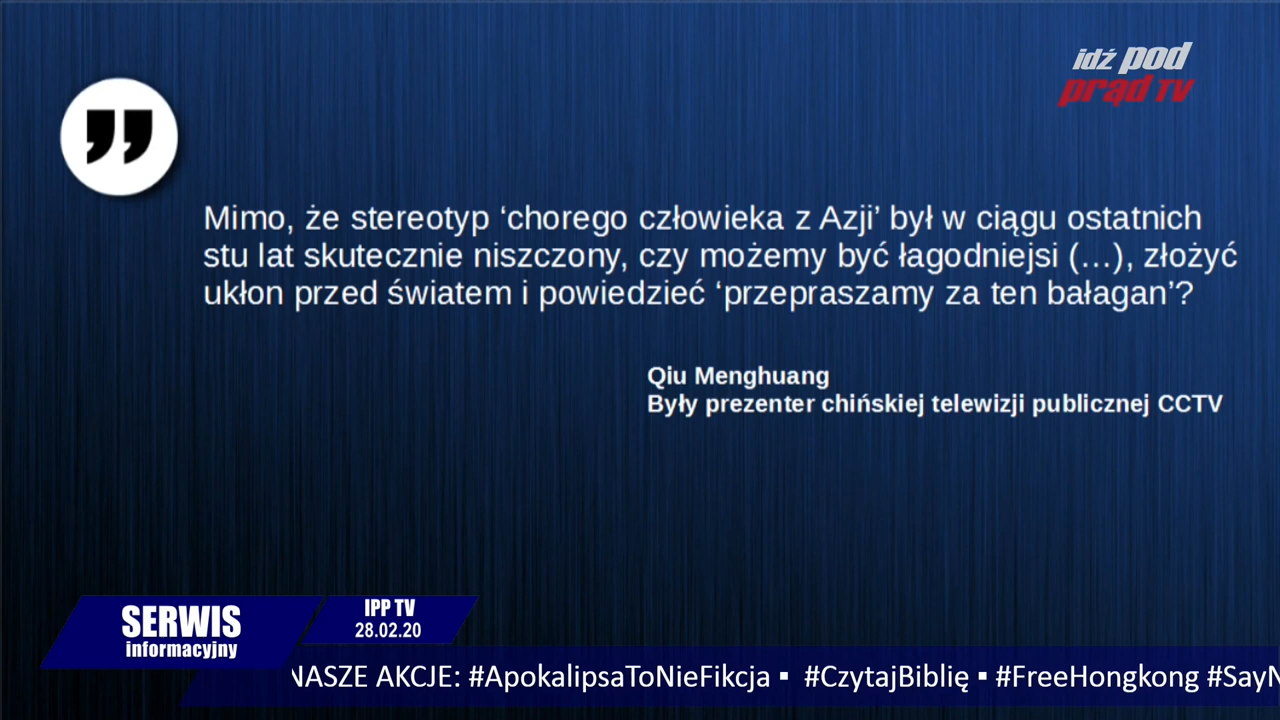 idź pod
prąd TV
Mimo, że stereotyp ‘chorego człowieka z Azji’ był w ciągu ostatnich
stu lat skutecznie niszczony, czy możemy być łagodniejsi (…), złożyć
ukłon przed światem i powiedzieć ‘przepraszamy za ten bałagan’?
Qiu Menghuang
Były prezenter chińskiej telewizji publicznej CCTV
SERWIS
informacyjny
IPP TV
28.02.20
NASZE AKCJE: #ApokalipsaToNieFikcja ▪ #CzytajBiblię ▪ #FreeHongkong #SayN